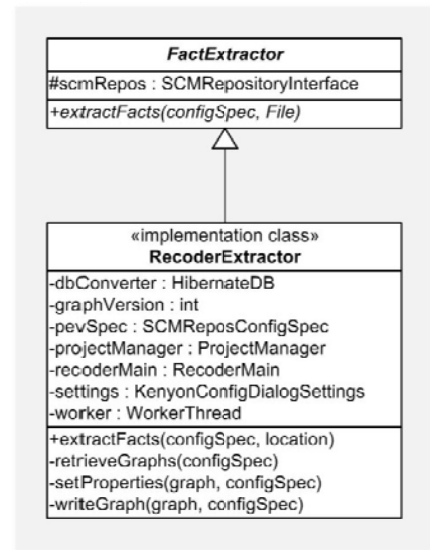 FactExtractor
#scmRepos : SCMRepositoryInterface
+extractFacts(configSpec, File)
«implementation class»
RecoderExtractor
-dbConverter : HibernateDB
-graphVersion : int
-pevSpec : SCMReposConfigSpec
-projectManager : ProjectManager
-recoderMain : RecoderMain
-settings : KenyonConfigDialogSettings
-worker : WorkerThread
+extractFacts(configSpec, location)
-retrieveGraphs(configSpec)
-setProperties(graph, configSpec)
-writeGraph(graph, configSpec)